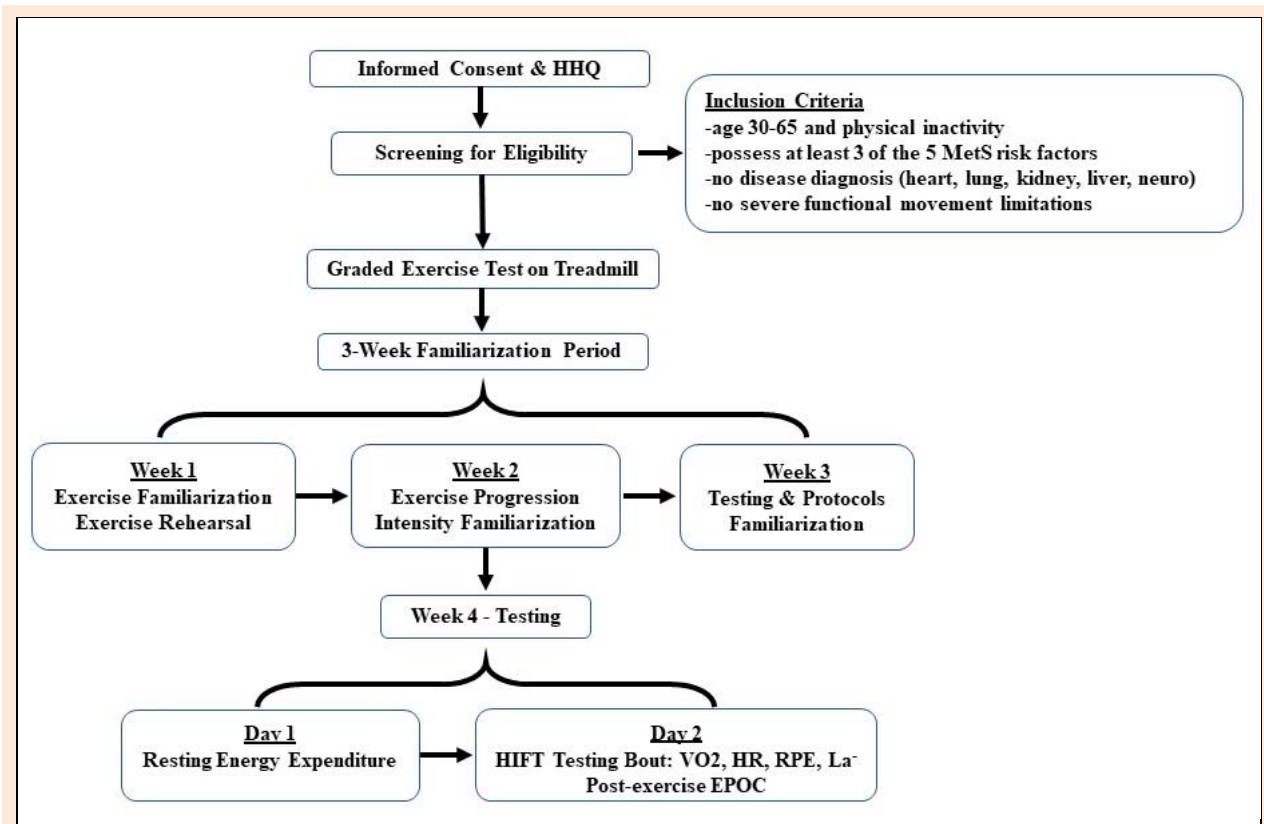 Informed Consent & HHQ
Screening for Eligibility
Inclusion Criteria
-age 30-65 and physical inactivity
-possess at least 3 of the 5 MetS risk factors
-no disease diagnosis (heart, lung, kidney, liver, neuro)
-no severe functional movement limitations
Graded Exercise Test on Treadmill
3-Week Familiarization Period
Week 1
Exercise Familiarization
Exercise Rehearsal
Week 2
Exercise Progression
Intensity Familiarization
Week 3
Testing & Protocols
Familiarization
Week 4 - Testing
Day 1
Resting Energy Expenditure
Day 2
HIFT Testing Bout: VO2, HR, RPE, La⁻
Post-exercise EPOC